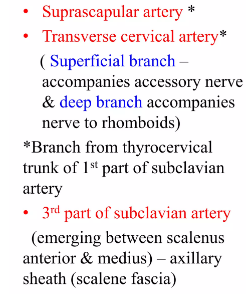 • Suprascapular artery *
• Transverse cervical artery*
( Superficial branch –
accompanies accessory nerve
& deep branch accompanies
nerve to rhomboids)
*Branch from thyrocervical
trunk of 1st part of subclavian
artery
• 3rd part of subclavian artery
(emerging between scalenus
anterior & medius) – axillary
sheath (scalene fascia)